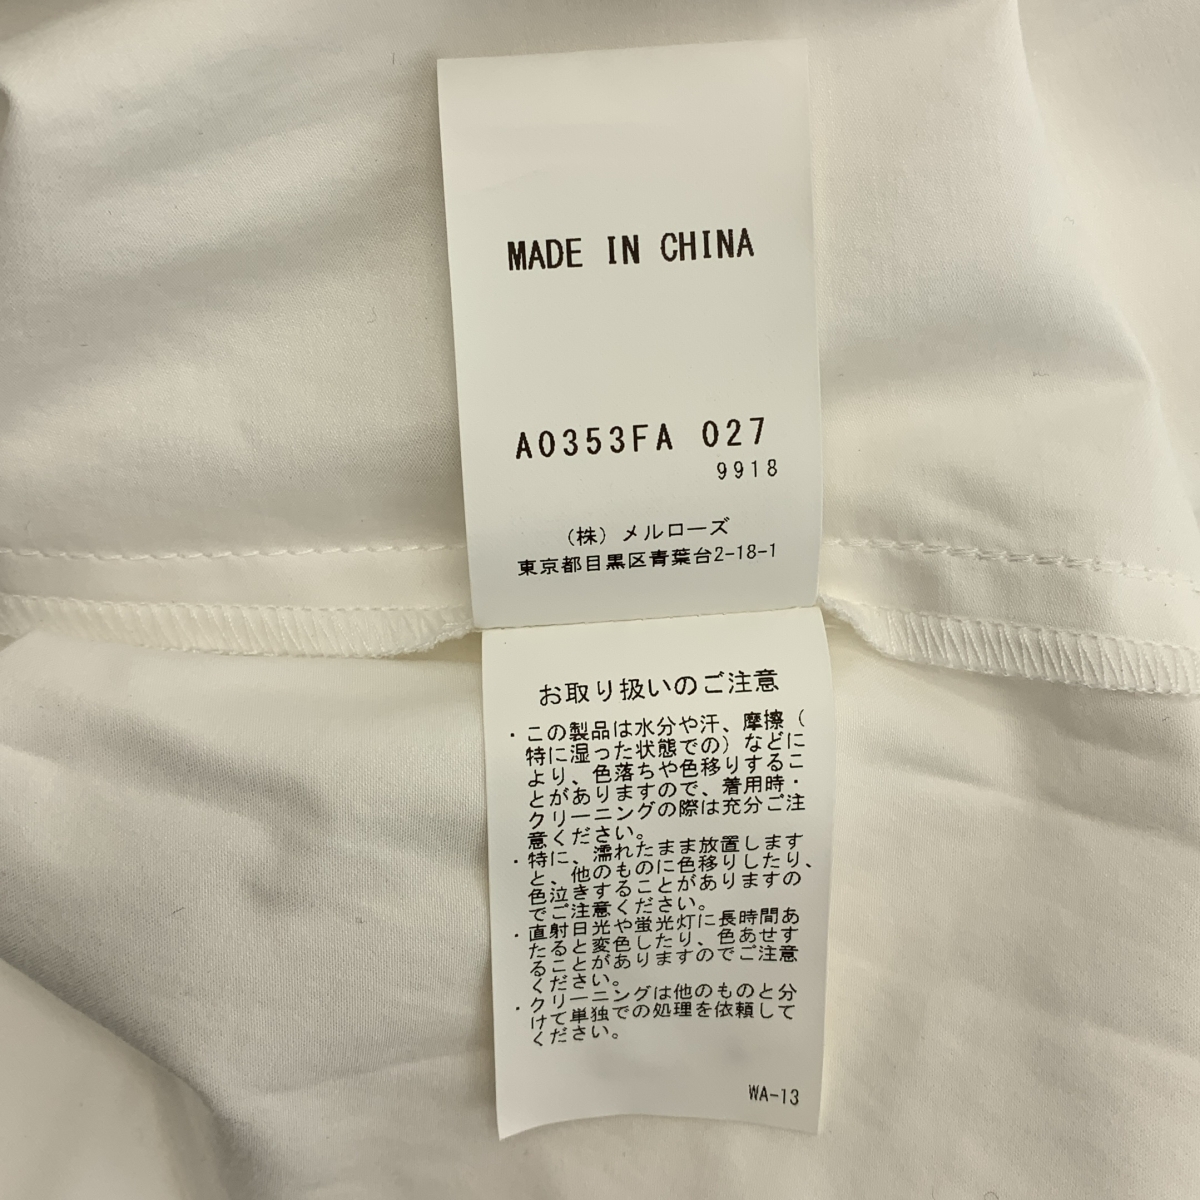 MADE IN CHINA
A0353FA 027
9918
(株) メルローズ
東京都目黒区青葉台2-18-1
お取り扱いのご注意
・この製品は水分や汗、摩擦(
特に湿った状態での)などに
より、色落ちや色移りするこ
とがありますので、着用時・
クリーニングの際は充分ご注
意ください。
・特に、濡れたまま放置します
と、他のものに色移りしたり、
色泣きすることがありますの
でご注意ください。
・直射日光や蛍光灯に長時間あ
たると変色したり、色あせす
ることがありますのでご注意
ください。
・クリーニングは他のものと分
けて単独での処理を依頼して
ください。
WA-13